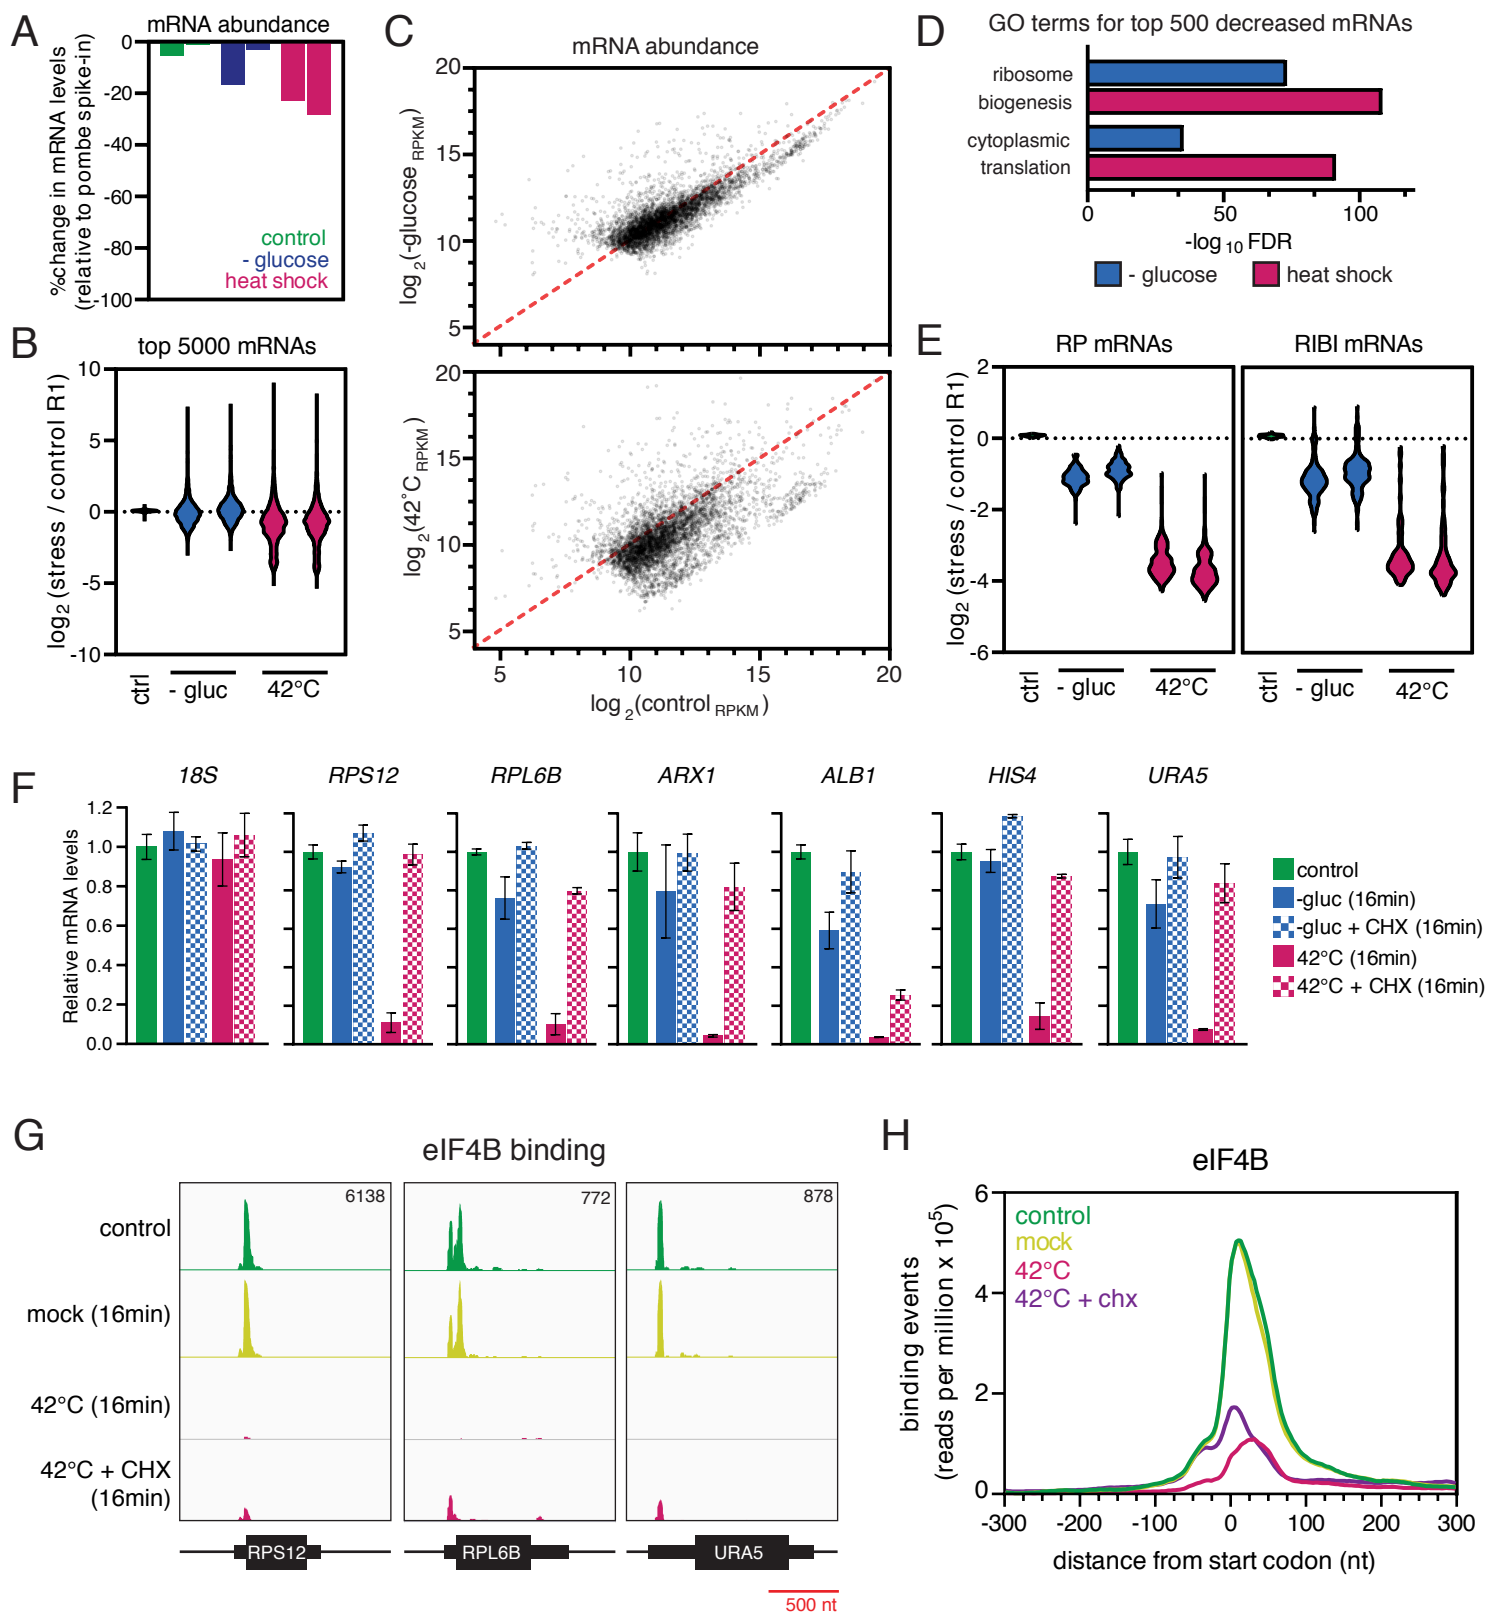 A
mRNA abundance
%change in mRNA levels
(relative to pombe spike-in)
0
-20
-40
-60
-80
-100
control
- glucose
heat shock
B
top 5000 mRNAs
log2 (stress / control R1)
10
5
0
-5
-10
ctrl
- gluc
42°C
C
mRNA abundance
log2(-glucose RPKM)
20
15
10
5
log2(42°C RPKM)
20
15
10
5
5
10
15
20
log2(control RPKM)
D
GO terms for top 500 decreased mRNAs
ribosome
biogenesis
cytoplasmic
translation
0
50
100
-log10 FDR
- glucose
heat shock
E
RP mRNAs
RIBI mRNAs
log2 (stress / control R1)
2
0
-2
-4
-6
ctrl
- gluc
42°C
ctrl
- gluc
42°C
F
18S
RPS12
RPL6B
ARX1
ALB1
HIS4
URA5
Relative mRNA levels
1.2
1.0
0.8
0.6
0.4
0.2
0.0
control
-gluc (16min)
-gluc + CHX (16min)
42°C (16min)
42°C + CHX (16min)
G
eIF4B binding
6138
772
878
control
mock (16min)
42°C (16min)
42°C + CHX
(16min)
RPS12
RPL6B
URA5
500 nt
H
eIF4B
binding events
(reads per million x 10^5)
6
4
2
0
control
mock
42°C
42°C + chx
-300
-200
-100
0
100
200
300
distance from start codon (nt)